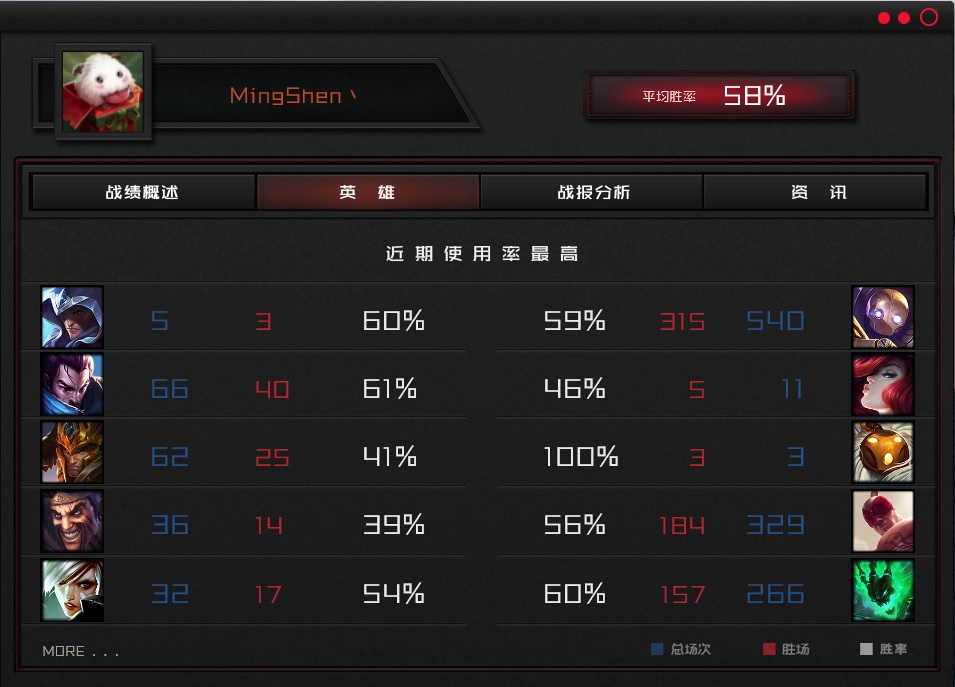 MingShen丶
平均胜率 58%
战绩概述 英 雄 战报分析 资 讯
近期使用率最高
5 3 60% 59% 315 540
66 40 61% 46% 5 11
62 25 41% 100% 3 3
36 14 39% 56% 184 329
32 17 54% 60% 157 266
MORE . . . 总场次 胜场 胜率